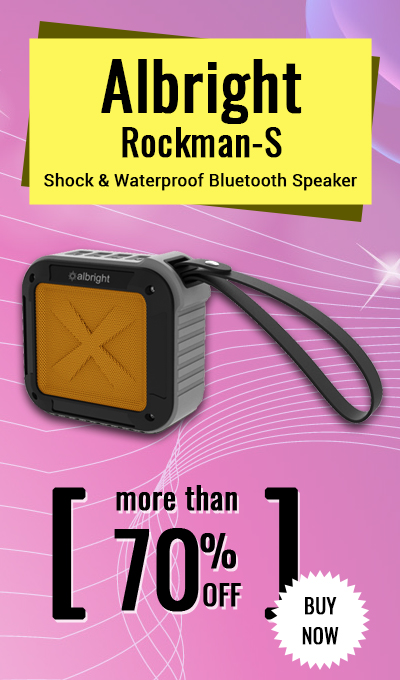 Albright
Rockman-S
Shock & Waterproof Bluetooth Speaker
albright
more than
70%
OFF
BUY
NOW